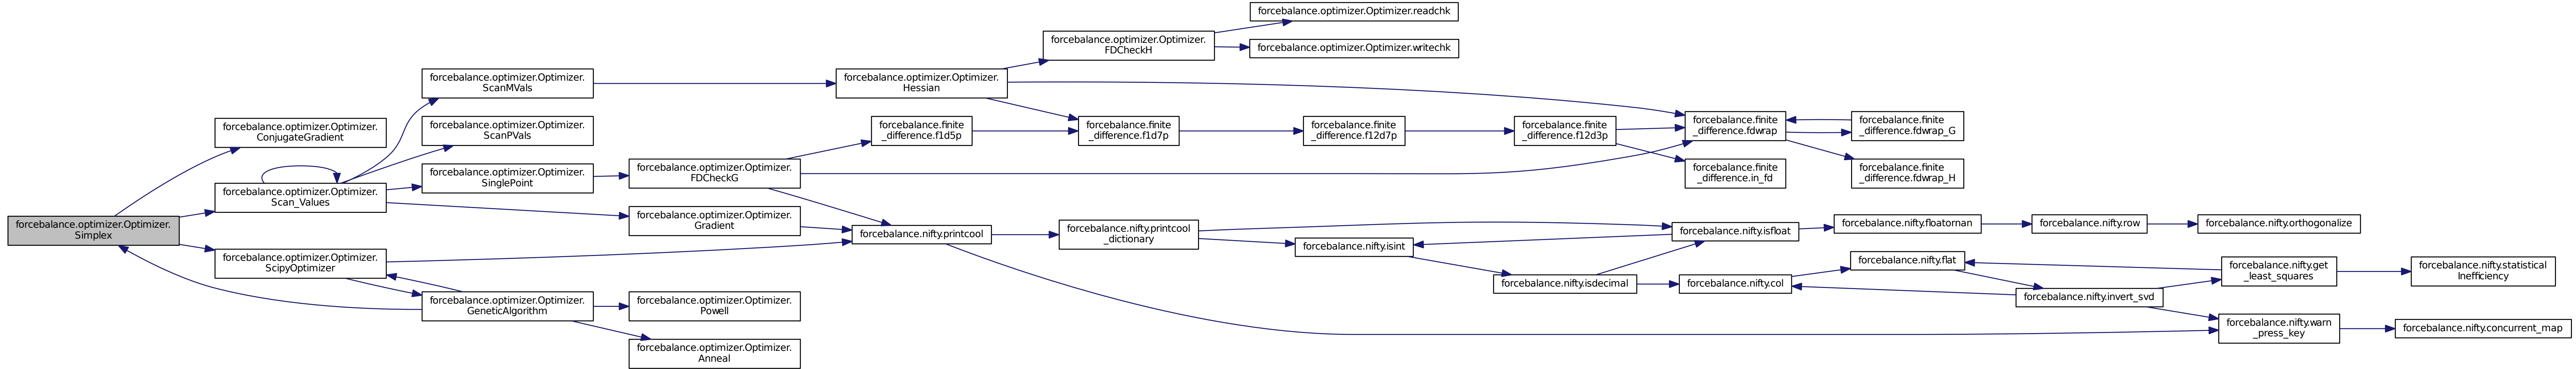 forcebalance.optimizer.Optimizer.
Simplex
forcebalance.optimizer.Optimizer.
ConjugateGradient
forcebalance.optimizer.Optimizer.
Scan_Values
forcebalance.optimizer.Optimizer.
ScipyOptimizer
forcebalance.optimizer.Optimizer.
ScanMVals
forcebalance.optimizer.Optimizer.
ScanPVals
forcebalance.optimizer.Optimizer.
SinglePoint
forcebalance.optimizer.Optimizer.
GeneticAlgorithm
forcebalance.optimizer.Optimizer.
FDCheckG
forcebalance.optimizer.Optimizer.
Gradient
forcebalance.optimizer.Optimizer.
Powell
forcebalance.optimizer.Optimizer.
Anneal
forcebalance.optimizer.Optimizer.
Hessian
forcebalance.finite
_difference.f1d5p
forcebalance.nifty.printcool
forcebalance.optimizer.Optimizer.
FDCheckH
forcebalance.finite
_difference.f1d7p
forcebalance.nifty.printcool
_dictionary
forcebalance.optimizer.Optimizer.readchk
forcebalance.optimizer.Optimizer.writechk
forcebalance.finite
_difference.f12d7p
forcebalance.nifty.isint
forcebalance.finite
_difference.f12d3p
forcebalance.nifty.isdecimal
forcebalance.finite
_difference.fdwrap
forcebalance.finite
_difference.in_fd
forcebalance.nifty.isfloat
forcebalance.nifty.col
forcebalance.finite
_difference.fdwrap_G
forcebalance.finite
_difference.fdwrap_H
forcebalance.nifty.floatornan
forcebalance.nifty.flat
forcebalance.nifty.row
forcebalance.nifty.invert_svd
forcebalance.nifty.orthogonalize
forcebalance.nifty.get
_least_squares
forcebalance.nifty.warn
_press_key
forcebalance.nifty.statistical
Inefficiency
forcebalance.nifty.concurrent_map